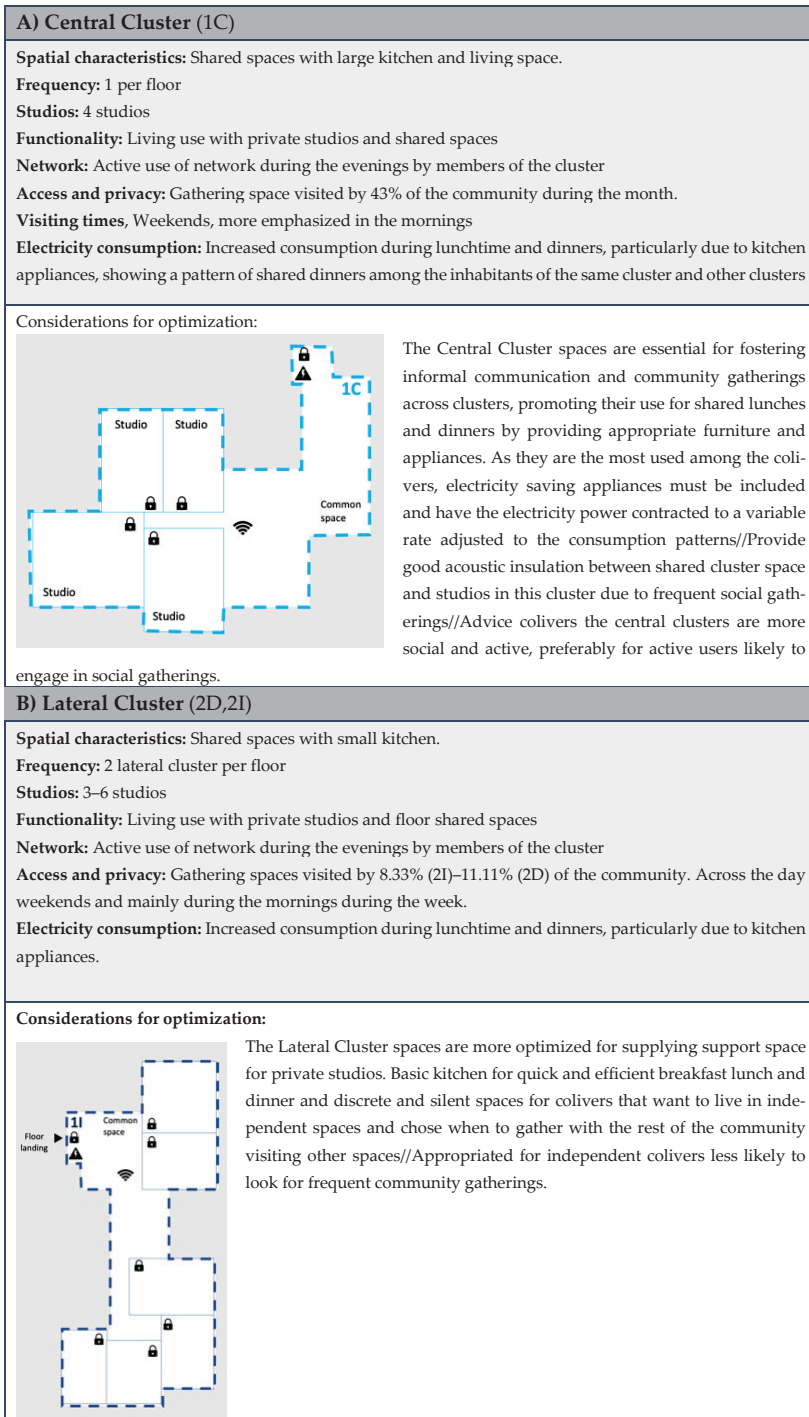 A) Central Cluster (1C)
Spatial characteristics: Shared spaces with large kitchen and living space.
Frequency: 1 per floor
Studios: 4 studios
Functionality: Living use with private studios and shared spaces
Network: Active use of network during the evenings by members of the cluster
Access and privacy: Gathering space visited by 43% of the community during the month.
Visiting times, Weekends, more emphasized in the mornings
Electricity consumption: Increased consumption during lunchtime and dinners, particularly due to kitchen
appliances, showing a pattern of shared dinners among the inhabitants of the same cluster and other clusters
Considerations for optimization:
1C
Studio
Studio
Common
space
Studio
Studio
The Central Cluster spaces are essential for fostering
informal communication and community gatherings
across clusters, promoting their use for shared lunches
and dinners by providing appropriate furniture and
appliances. As they are the most used among the coli-
vers, electricity saving appliances must be included
and have the electricity power contracted to a variable
rate adjusted to the consumption patterns//Provide
good acoustic insulation between shared cluster space
and studios in this cluster due to frequent social gath-
erings//Advice colivers the central clusters are more
social and active, preferably for active users likely to
engage in social gatherings.
B) Lateral Cluster (2D,2I)
Spatial characteristics: Shared spaces with small kitchen.
Frequency: 2 lateral cluster per floor
Studios: 3–6 studios
Functionality: Living use with private studios and floor shared spaces
Network: Active use of network during the evenings by members of the cluster
Access and privacy: Gathering spaces visited by 8.33% (2I)–11.11% (2D) of the community. Across the day
weekends and mainly during the mornings during the week.
Electricity consumption: Increased consumption during lunchtime and dinners, particularly due to kitchen
appliances.
Considerations for optimization:
1I
Common
space
Floor
landing
The Lateral Cluster spaces are more optimized for supplying support space
for private studios. Basic kitchen for quick and efficient breakfast lunch and
dinner and discrete and silent spaces for colivers that want to live in inde-
pendent spaces and chose when to gather with the rest of the community
visiting other spaces//Appropriated for independent colivers less likely to
look for frequent community gatherings.